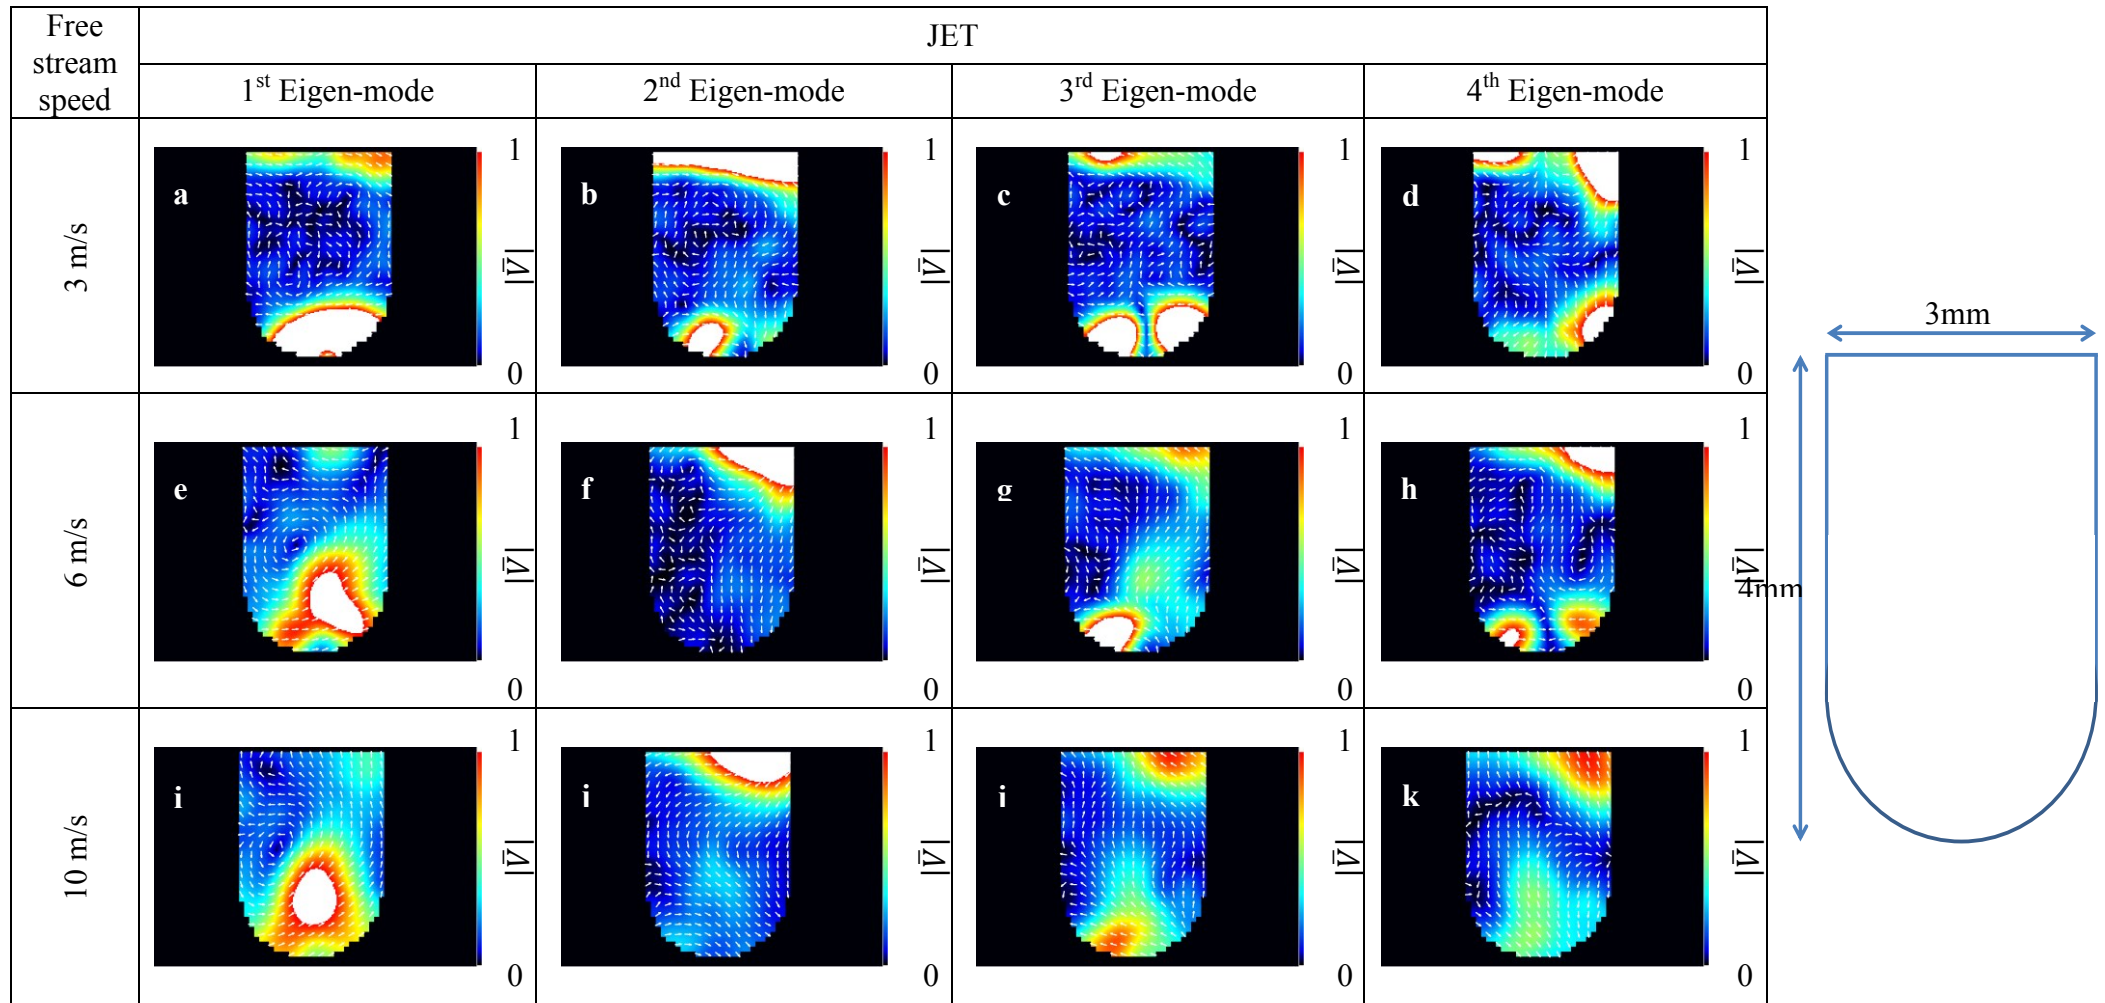 Free
stream
speed
JET
1st Eigen-mode
2nd Eigen-mode
3rd Eigen-mode
4th Eigen-mode
3 m/s
a
1
|V̅|
0
b
1
|V̅|
0
c
1
|V̅|
0
d
1
|V̅|
0
6 m/s
e
1
|V̅|
0
f
1
|V̅|
0
g
1
|V̅|
0
h
1
|V̅|
0
10 m/s
i
1
|V̅|
0
j
1
|V̅|
0
j
1
|V̅|
0
k
1
|V̅|
0
3mm
4mm